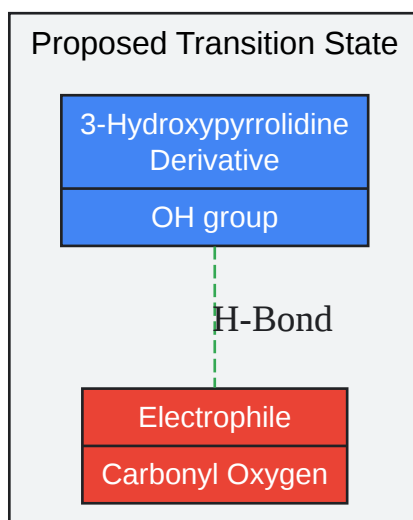 Proposed Transition State
3-Hydroxypyrrolidine
Derivative
OH group
H-Bond
Electrophile
Carbonyl Oxygen